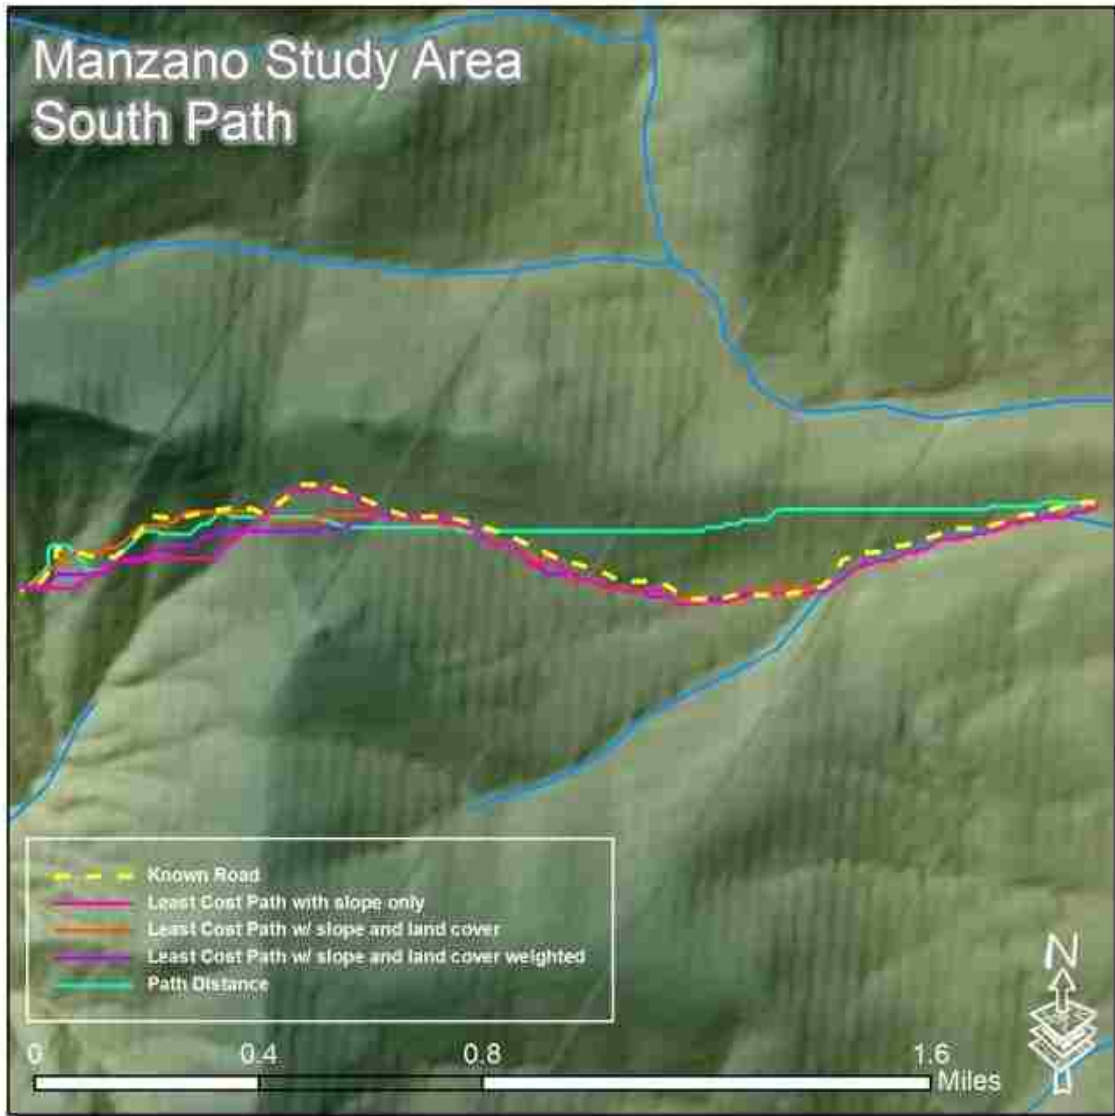 Manzano Study Area
South Path
Known Road
Least Cost Path with slope only
Least Cost Path w/ slope and land cover
Least Cost Path w/ slope and land cover weighted
Path Distance
N
0 0.4 0.8 1.6
Miles